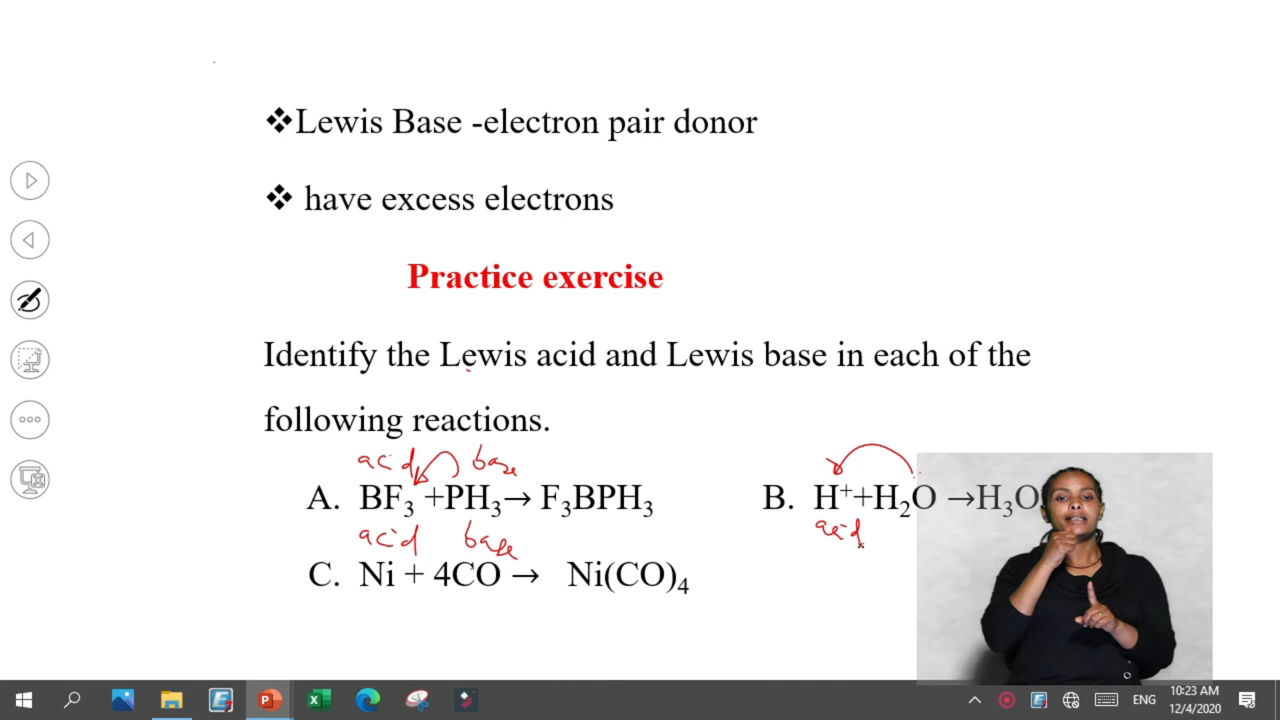 ❖Lewis Base -electron pair donor
❖ have excess electrons
Practice exercise
Identify the Lewis acid and Lewis base in each of the
following reactions.
acid base
A. BF₃ +PH₃→ F₃BPH₃ B. H⁺+H₂O →H₃O
acid base acid
C. Ni + 4CO → Ni(CO)₄
ENG 10:23 AM
12/4/2020